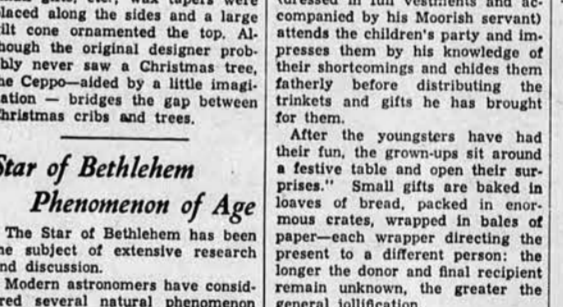 along the sides and a large
cone ornamented the top. Al-
though the original designer prob-
bly never saw a Christmas tree,
he Ceppo—aided by a little imagi-
ation — bridges the gap between
hristmas cribs and trees.
Star of Bethlehem
Phenomenon of Age
The Star of Bethlehem has been
he subject of extensive research
nd discussion.
Modern astronomers have consid-
red several natural phenomenon
companied by his Moorish servant)
attends the children's party and im-
presses them by his knowledge of
their shortcomings and chides them
fatherly before distributing the
trinkets and gifts he has brought
for them.
After the youngsters have had
their fun, the grown-ups sit around
a festive table and open their sur-
prises." Small gifts are baked in
loaves of bread, packed in enor-
mous crates, wrapped in bales of
paper—each wrapper directing the
present to a different person: the
longer the donor and final recipient
remain unknown, the greater the
general jollification